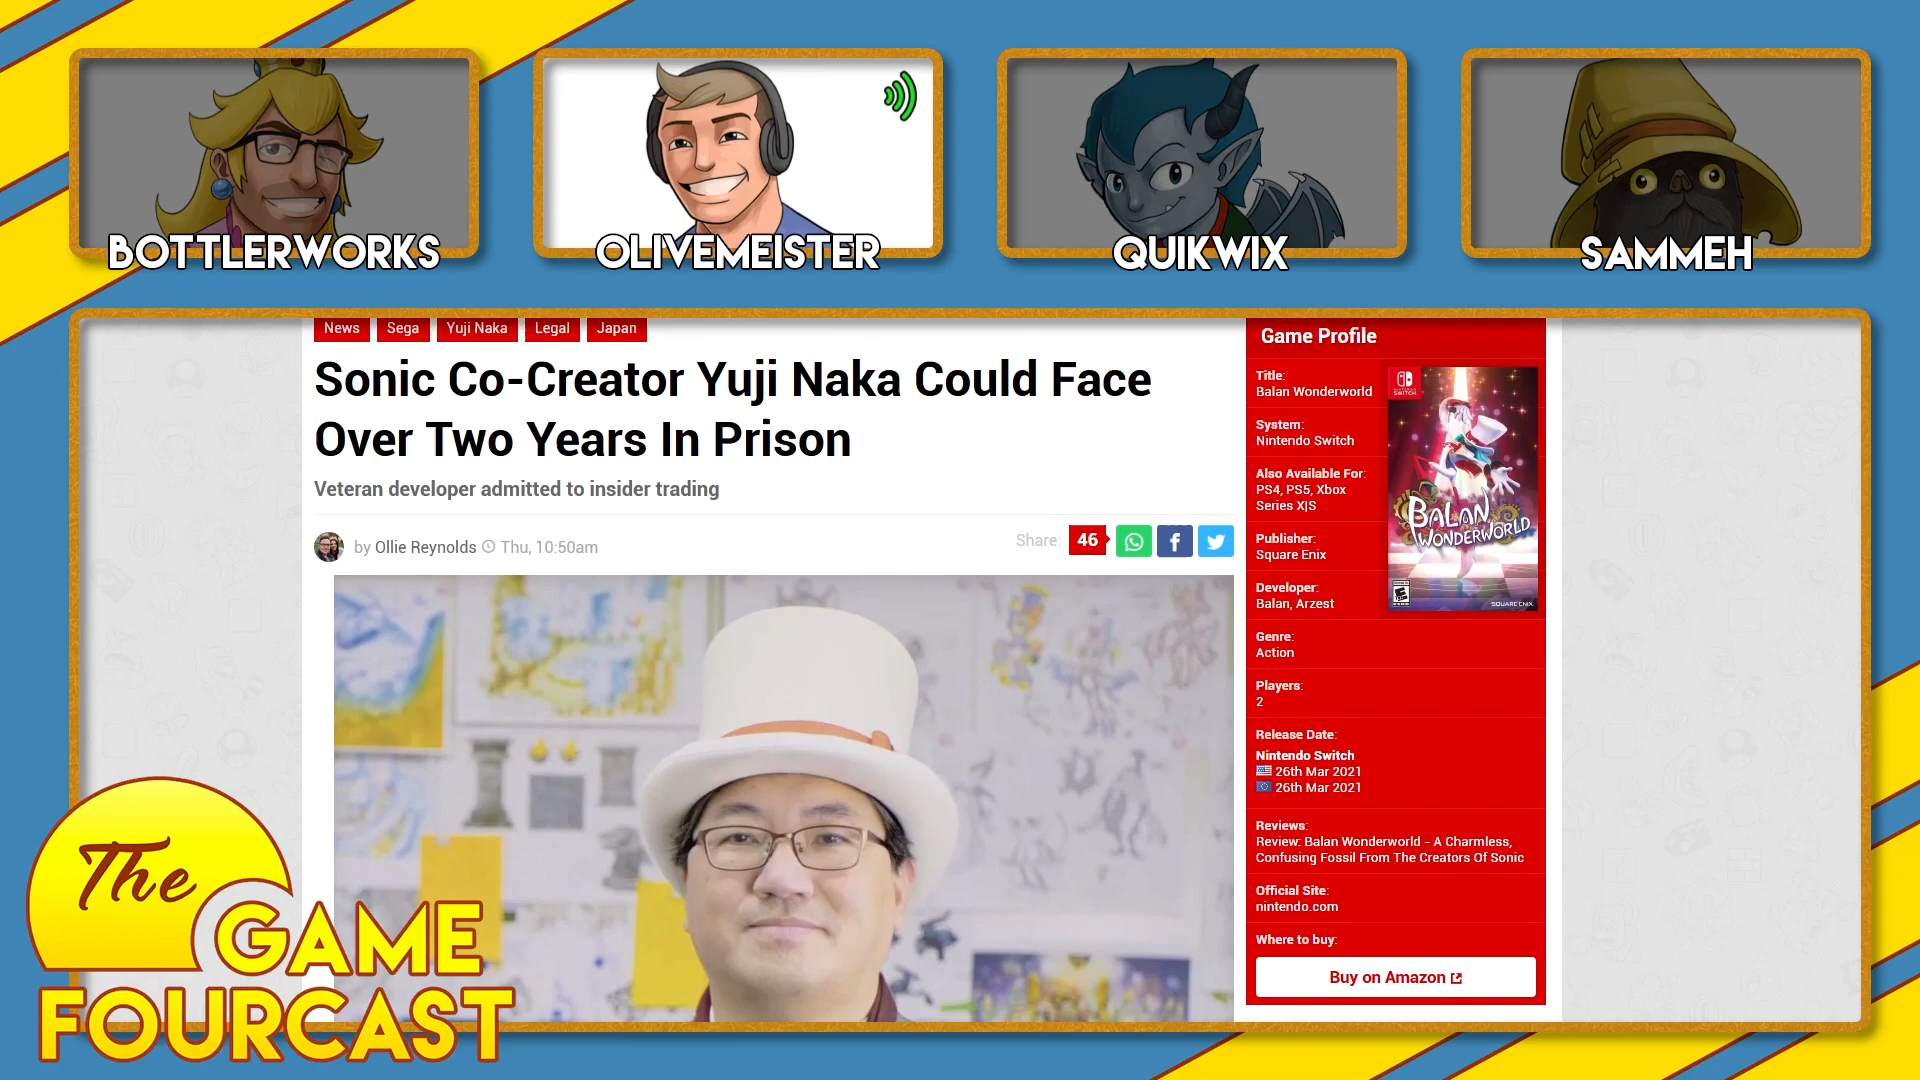 BOTTLERWORKS
OLIVEMEISTER
QUIKWIX
SAMMEH
News
Sega
Yuji Naka
Legal
Japan
Sonic Co-Creator Yuji Naka Could Face
Over Two Years In Prison
Veteran developer admitted to insider trading
by Ollie Reynolds Thu, 10:50am
Share: 46
Game Profile
Title:
Balan Wonderworld
System:
Nintendo Switch
Also Available For:
PS4, PS5, Xbox
Series X|S
Publisher:
Square Enix
Developer:
Balan, Arzest
Genre:
Action
Players:
2
Release Date:
Nintendo Switch
26th Mar 2021
26th Mar 2021
Reviews:
Review: Balan Wonderworld - A Charmless,
Confusing Fossil From The Creators Of Sonic
Official Site:
nintendo.com
Where to buy:
Buy on Amazon
BALAN
WONDERWORLD
SQUARE ENIX
The
GAME
FOURCAST